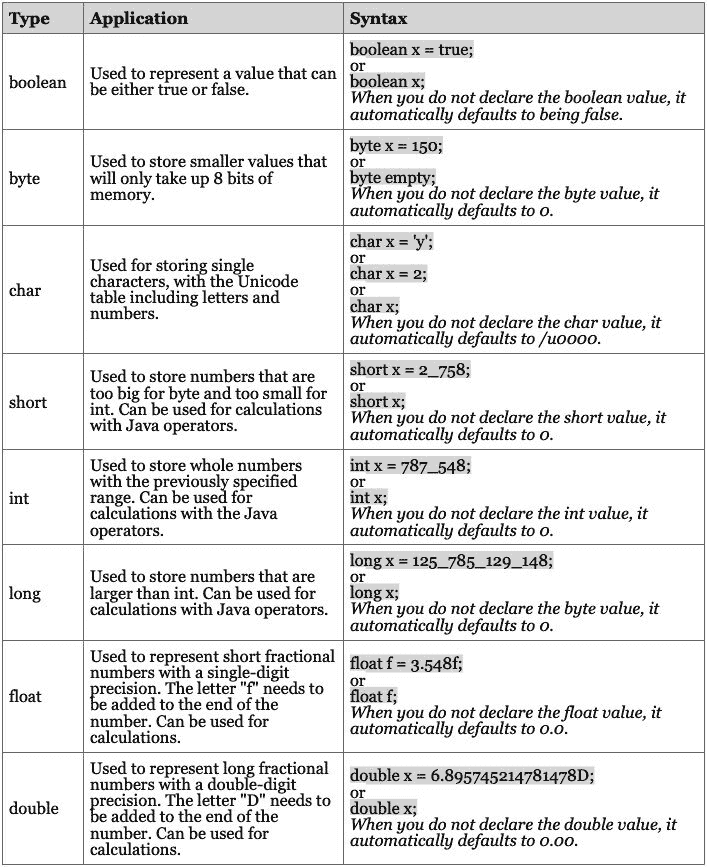 Type Application Syntax
boolean
Used to represent a value that can
be either true or false.
boolean x = true;
or
boolean x;
When you do not declare the boolean value, it
automatically defaults to being false.
byte
Used to store smaller values that
will only take up 8 bits of
memory.
byte x = 150;
or
byte empty;
When you do not declare the byte value, it
automatically defaults to 0.
char
Used for storing single
characters, with the Unicode
table including letters and
numbers.
char x = 'y';
or
char x = 2;
or
char x;
When you do not declare the char value, it
automatically defaults to /u0000.
short
Used to store numbers that are
too big for byte and too small for
int. Can be used for calculations
with Java operators.
short x = 2_758;
or
short x;
When you do not declare the short value, it
automatically defaults to 0.
int
Used to store whole numbers
with the previously specified
range. Can be used for
calculations with the Java
operators.
int x = 787_548;
or
int x;
When you do not declare the int value, it
automatically defaults to 0.
long
Used to store numbers that are
larger than int. Can be used for
calculations with Java operators.
long x = 125_785_129_148;
or
long x;
When you do not declare the byte value, it
automatically defaults to 0.
float
Used to represent short fractional
numbers with a single-digit
precision. The letter "f" needs to
be added to the end of the
number. Can be used for
calculations.
float f = 3.548f;
or
float f;
When you do not declare the float value, it
automatically defaults to 0.0.
double
Used to represent long fractional
numbers with a double-digit
precision. The letter "D" needs to
be added to the end of the
number. Can be used for
calculations.
double x = 6.895745214781478D;
or
double x;
When you do not declare the double value, it
automatically defaults to 0.00.